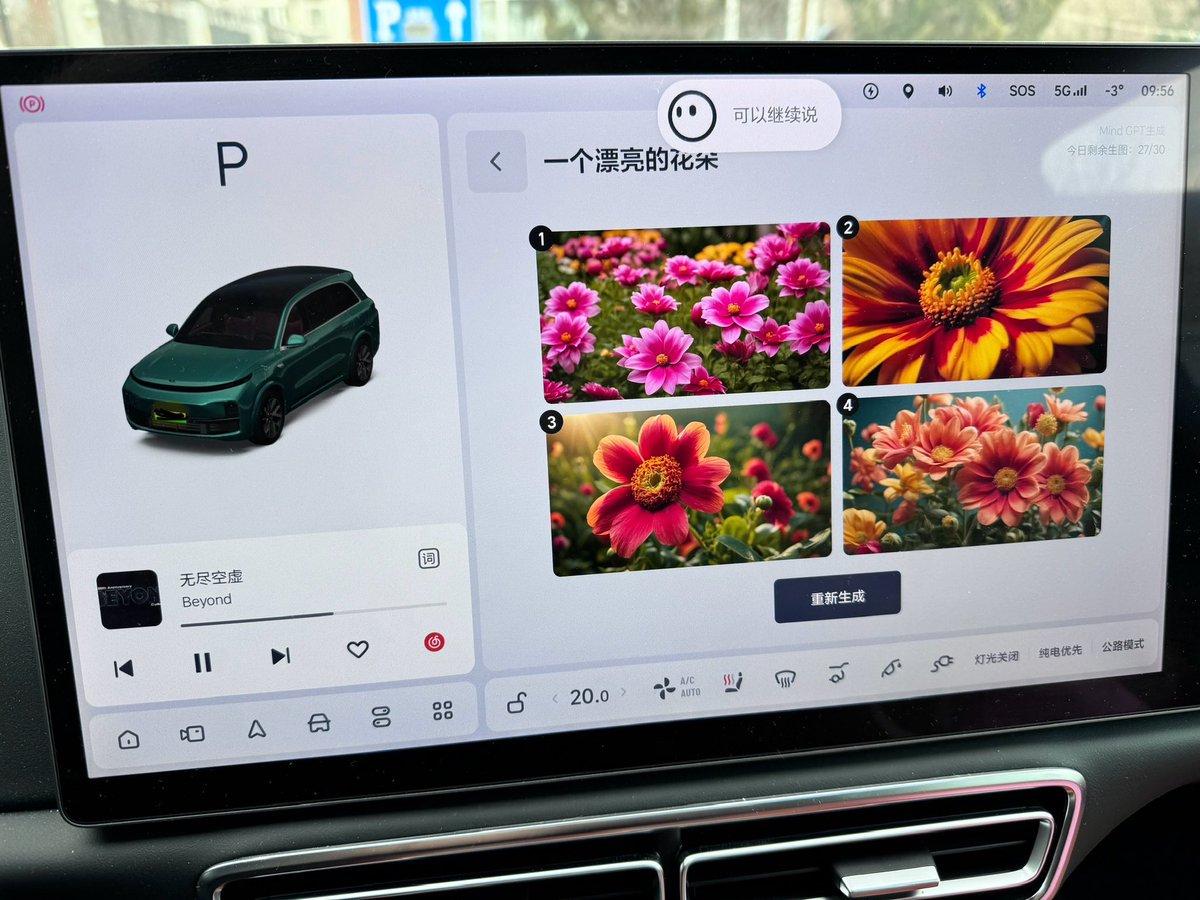 P
P
SOS
5G
-3°
09:56
可以继续说
Mind GPT生成
今日剩余生图：27/30
P
一个漂亮的花朵
1
2
3
4
重新生成
BEYOND
无尽空虚
词
Beyond
20.0
A/C
AUTO
灯光关闭
纯电优先
公路模式